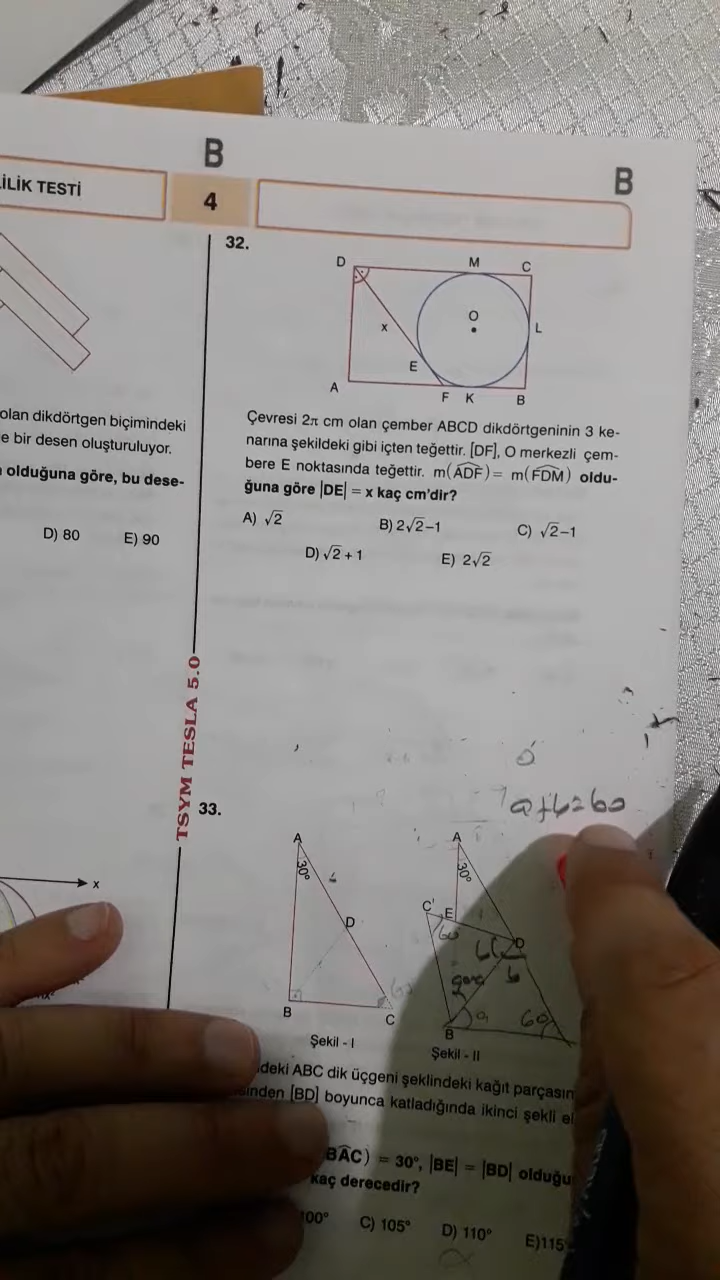 B
B
LİLİK TESTİ
4
olan dikdörtgen biçimindeki
e bir desen oluşturuluyor.
olduğuna göre, bu dese-
D) 80 E) 90
x
TSYM TESLA 5.0
32.
D M C
O L
x
E
A F K B
Çevresi 2π cm olan çember ABCD dikdörtgeninin 3 ke-
narına şekildeki gibi içten teğettir. [DF], O merkezli çem-
bere E noktasında teğettir. m(ADF) = m(FDM) oldu-
ğuna göre |DE| = x kaç cm'dir?
A) √2 B) 2√2–1 C) √2–1
D) √2 + 1 E) 2√2
a+b=60
33.
A
30°
D
B
C
Şekil - I
A
30°
C' E
D
B
a
60
Şekil - II
deki ABC dik üçgeni şeklindeki kağıt parçasın
inden [BD] boyunca katladığında ikinci şekli el
BAC) = 30°, |BE| = |BD| olduğu
kaç derecedir?
100° C) 105° D) 110° E)115°